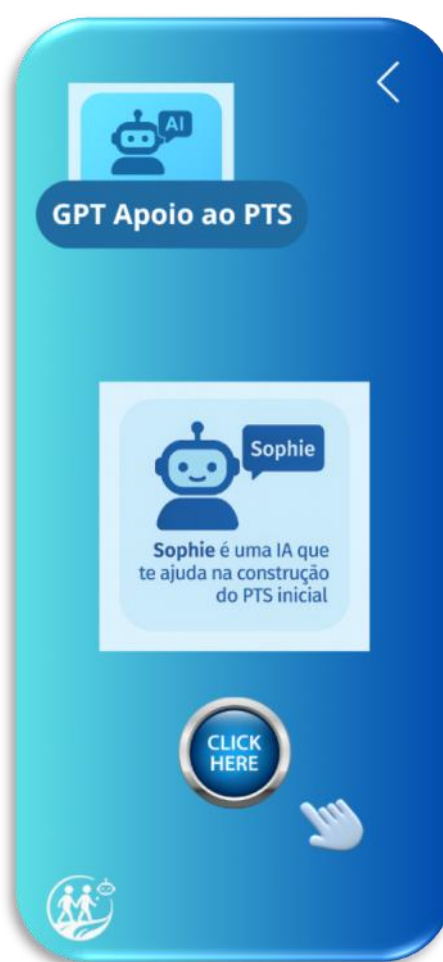 AI
GPT Apoio ao PTS
Sophie
Sophie é uma IA que
te ajuda na construção
do PTS inicial
CLICK
HERE